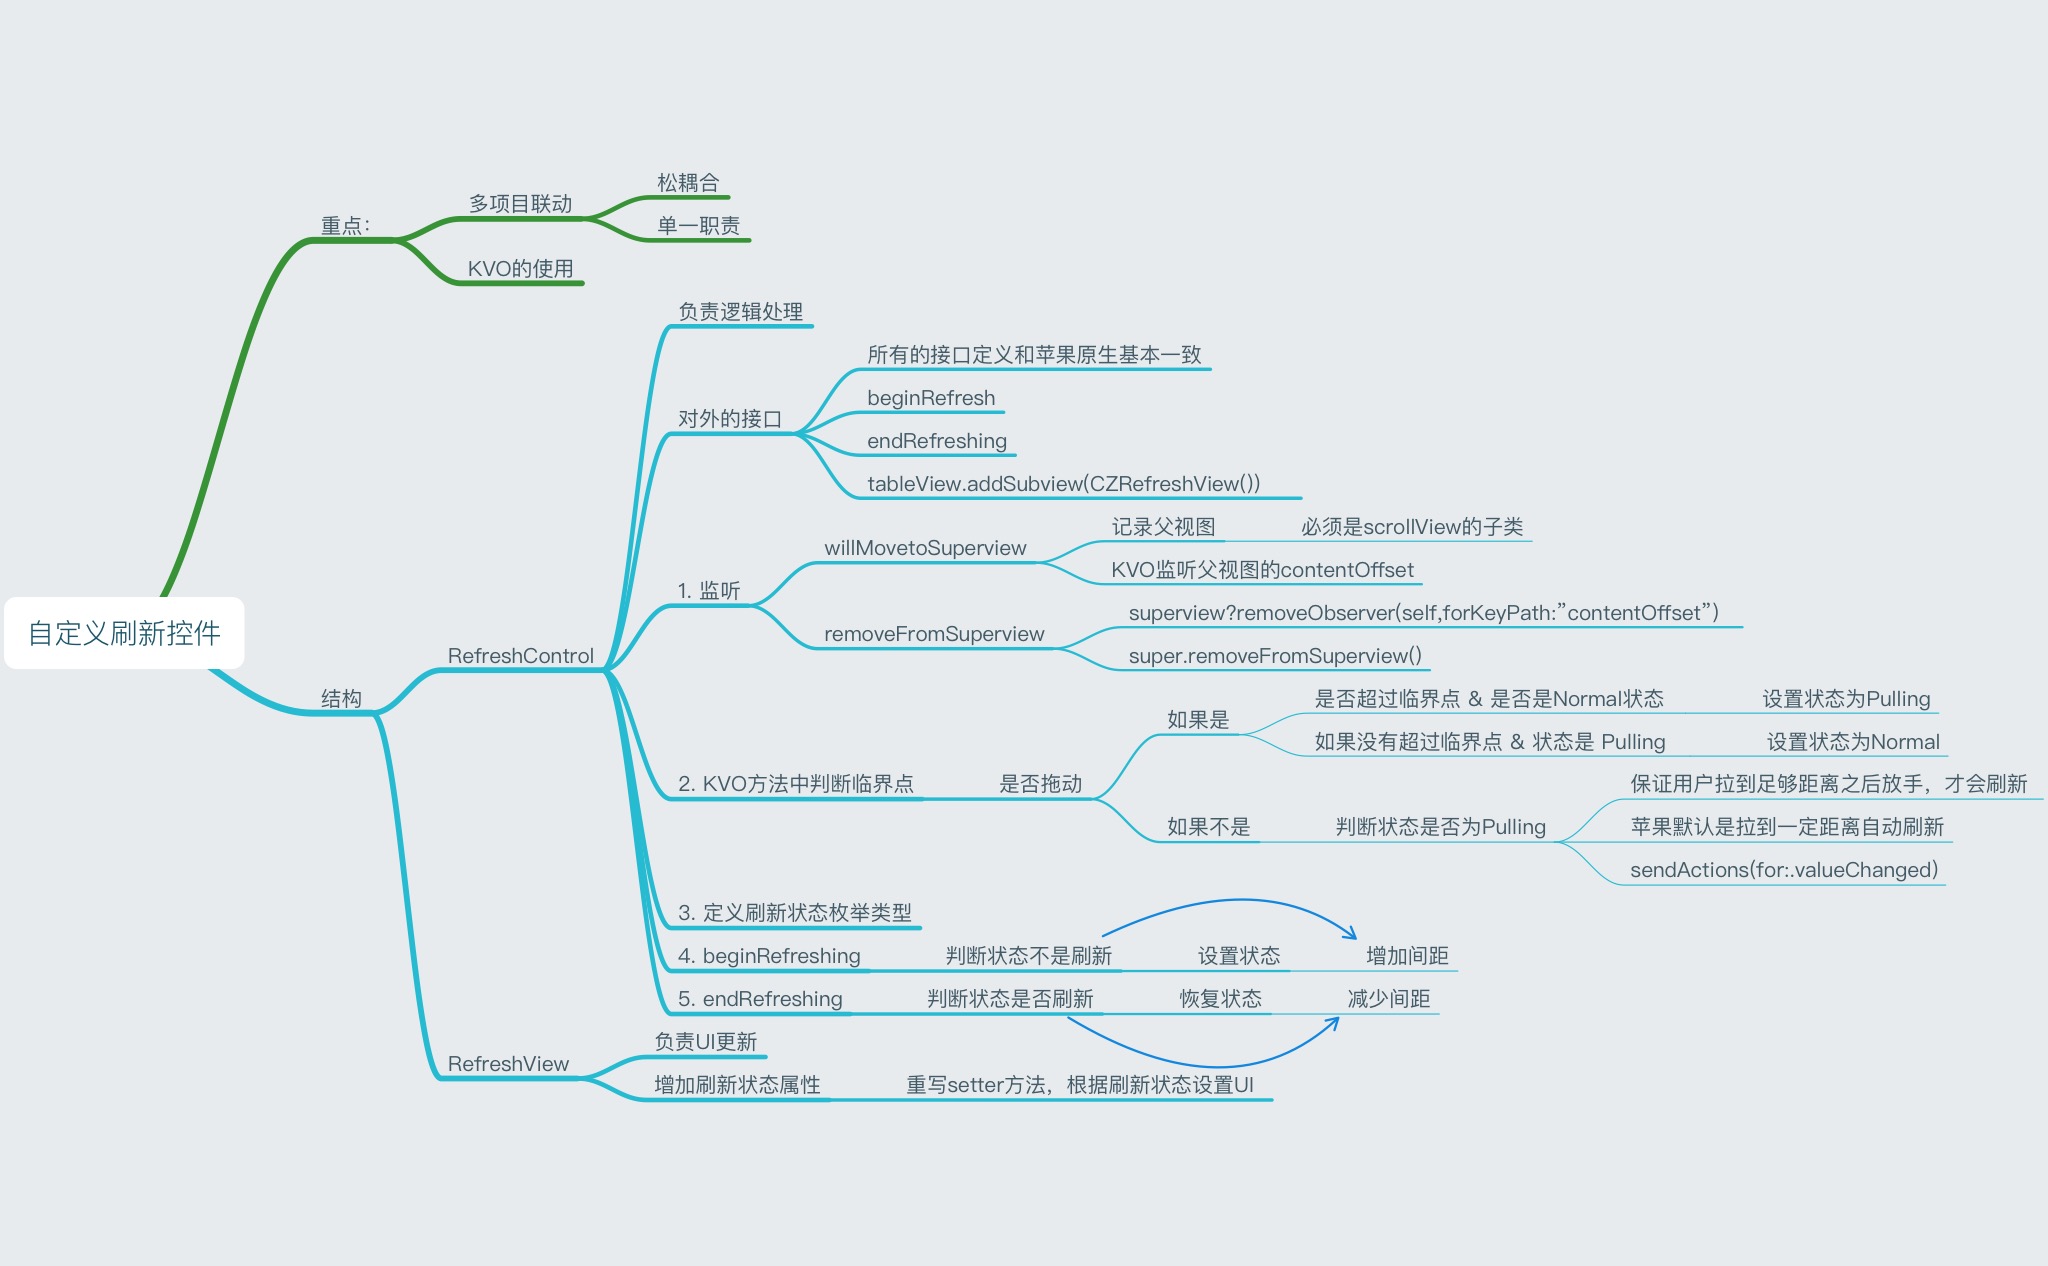 自定义刷新控件
重点：
多项目联动
松耦合
单一职责
KVO的使用
结构
RefreshControl
负责逻辑处理
对外的接口
所有的接口定义和苹果原生基本一致
beginRefresh
endRefreshing
tableView.addSubview(CZRefreshView())
1. 监听
willMovetoSuperview
记录父视图
必须是scrollView的子类
KVO监听父视图的contentOffset
removeFromSuperview
superview?removeObserver(self,forKeyPath:”contentOffset”)
super.removeFromSuperview()
2. KVO方法中判断临界点
是否拖动
如果是
是否超过临界点 & 是否是Normal状态
设置状态为Pulling
如果没有超过临界点 & 状态是 Pulling
设置状态为Normal
如果不是
判断状态是否为Pulling
保证用户拉到足够距离之后放手，才会刷新
苹果默认是拉到一定距离自动刷新
sendActions(for:.valueChanged)
3. 定义刷新状态枚举类型
4. beginRefreshing
判断状态不是刷新
设置状态
增加间距
5. endRefreshing
判断状态是否刷新
恢复状态
减少间距
RefreshView
负责UI更新
增加刷新状态属性
重写setter方法，根据刷新状态设置UI